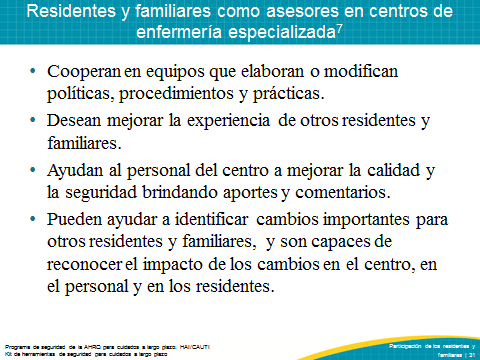 Residentes y familiares como asesores en centros de
enfermería especializada7
• Cooperan en equipos que elaboran o modifican
políticas, procedimientos y prácticas.
• Desean mejorar la experiencia de otros residentes y
familiares.
• Ayudan al personal del centro a mejorar la calidad y
la seguridad brindando aportes y comentarios.
• Pueden ayudar a identificar cambios importantes para
otros residentes y familiares, y son capaces de
reconocer el impacto de los cambios en el centro, en
el personal y en los residentes.
Programa de seguridad de la AHRQ para cuidados a largo plazo: HAI/CAUTI
Kit de herramientas de seguridad para cuidados a largo plazo
Participación de los residentes y
familiares | 31